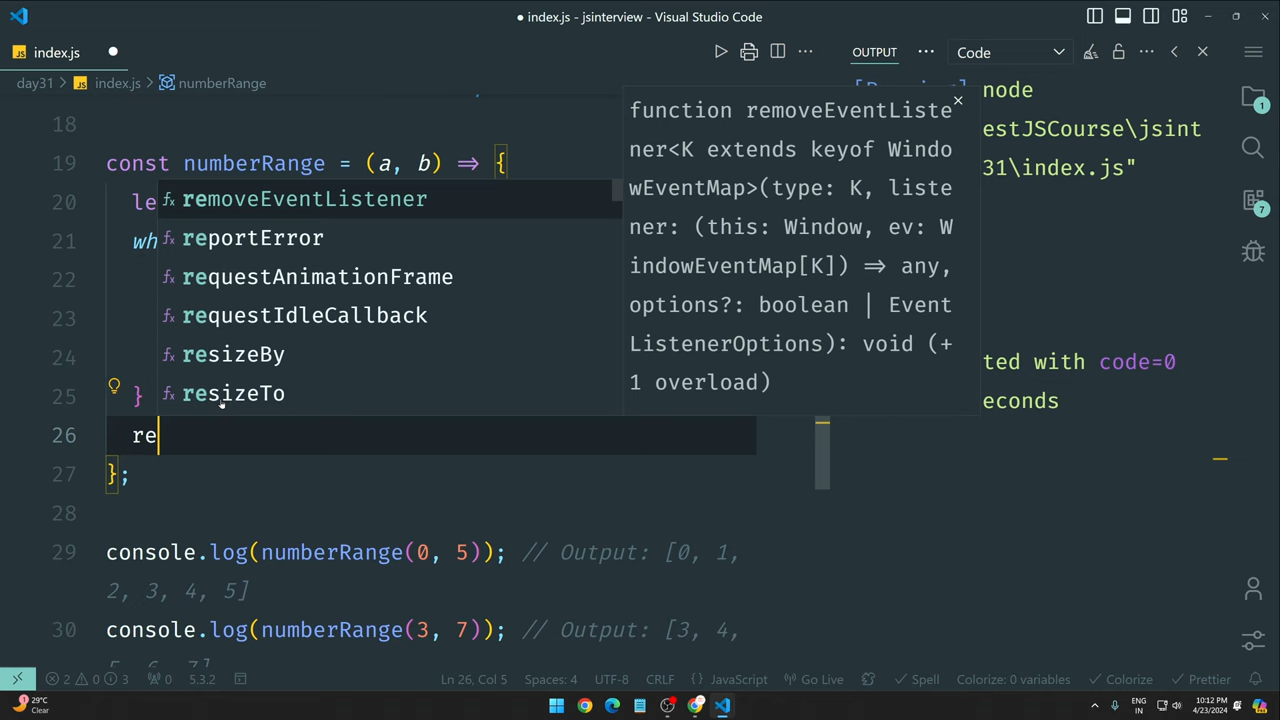 index.js - jsinterview - Visual Studio Code
JS index.js
OUTPUT
Code
day31 > JS index.js > numberRange
node
estJSCourse\jsint
31\index.js"
ted with code=0
econds
18
19 const numberRange = (a, b) => {
20 le
21 wh
22
23
24
25 }
26 re
27 };
28
29 console.log(numberRange(0, 5)); // Output: [0, 1,
2, 3, 4, 5]
30 console.log(numberRange(3, 7)); // Output: [3, 4,
5, 6, 7]
removeEventListener
reportError
requestAnimationFrame
requestIdleCallback
resizeBy
resizeTo
function removeEventListe
ner<K extends keyof Windo
wEventMap>(type: K, liste
ner: (this: Window, ev: W
indowEventMap[K]) => any,
options?: boolean | Event
ListenerOptions): void (+
1 overload)
1
7
2 0 3 0 5.3.2 Ln 26, Col 5 Spaces: 4 UTF-8 CRLF {} JavaScript Go Live Spell Colorize: 0 variables Colorize Prettier
29°C
Clear
ENG
IN
10:12 PM
4/23/2024